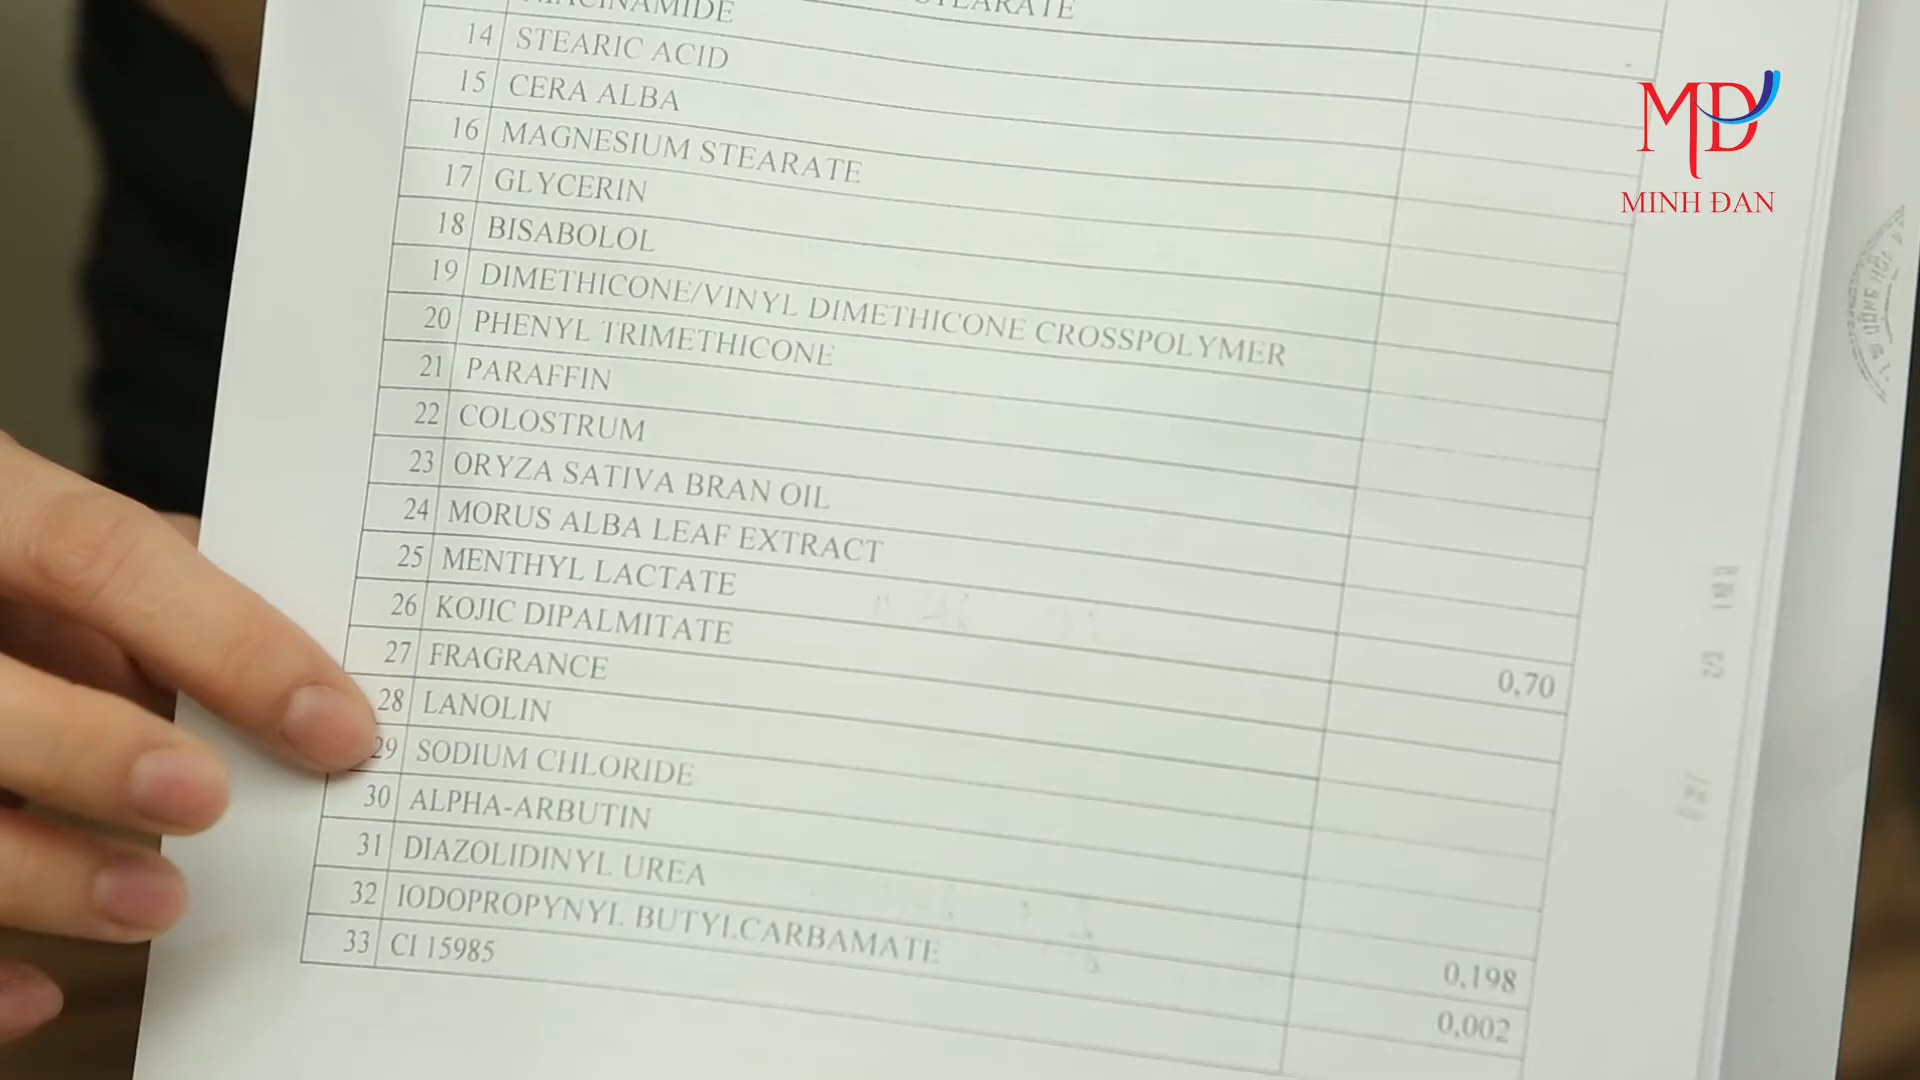 STEARATE
NIACINAMIDE
14 STEARIC ACID
15 CERA ALBA
16 MAGNESIUM STEARATE
17 GLYCERIN
18 BISABOLOL
19 DIMETHICONE/VINYL DIMETHICONE CROSSPOLYMER
20 PHENYL TRIMETHICONE
21 PARAFFIN
22 COLOSTRUM
23 ORYZA SATIVA BRAN OIL
24 MORUS ALBA LEAF EXTRACT
25 MENTHYL LACTATE
26 KOJIC DIPALMITATE 0,70
27 FRAGRANCE
28 LANOLIN
29 SODIUM CHLORIDE
30 ALPHA-ARBUTIN
31 DIAZOLIDINYL UREA 0,198
32 IODOPROPYNYL BUTYLCARBAMATE 0,002
33 CI 15985
MD
MINH ĐAN